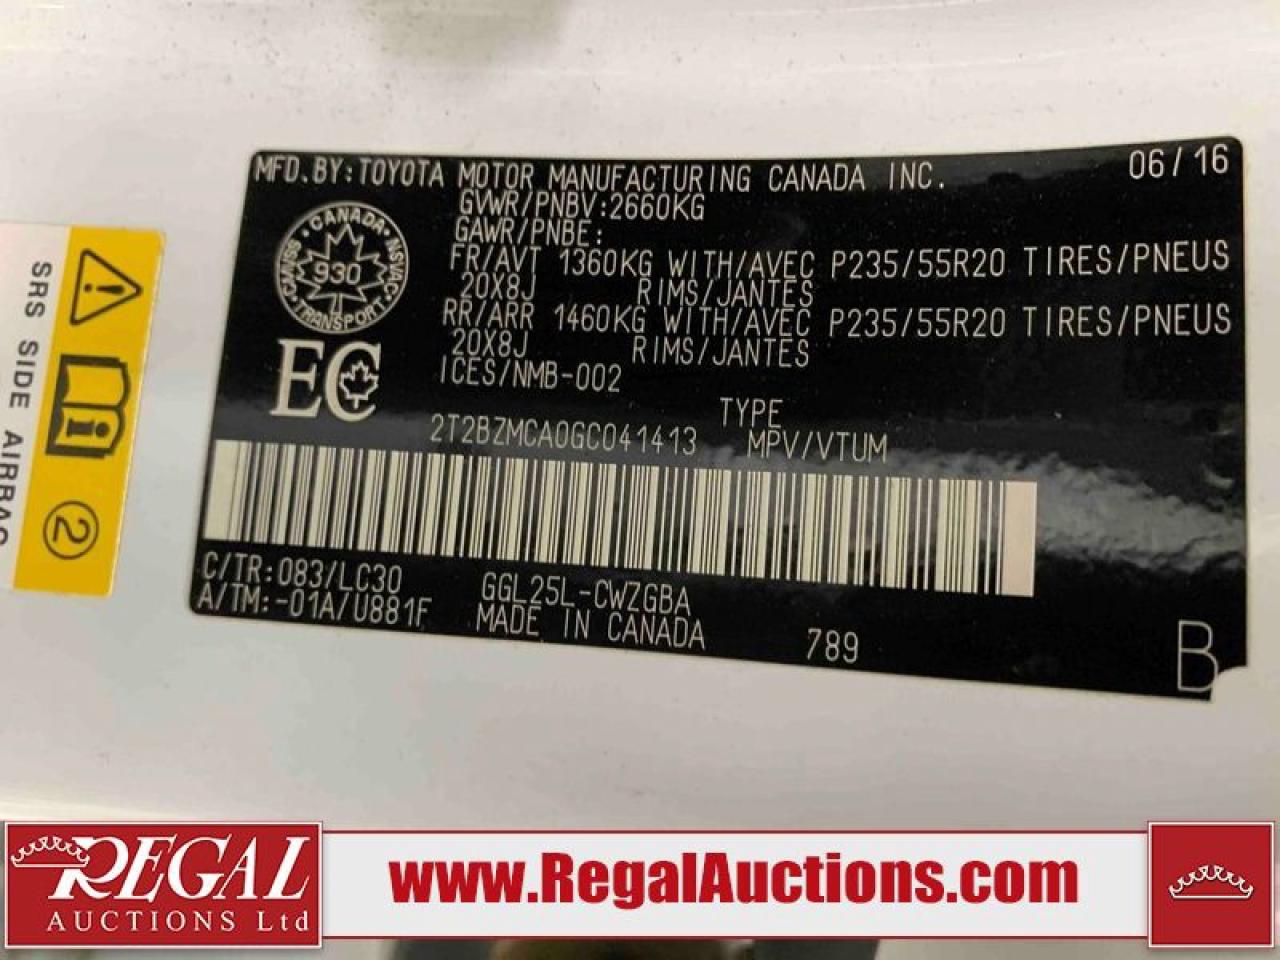 MFD.BY:TOYOTA MOTOR MANUFACTURING CANADA INC. 06/16
GVWR/PNBV:2660KG
GAWR/PNBE:
FR/AVT 1360KG WITH/AVEC P235/55R20 TIRES/PNEUS
20X8J RIMS/JANTES
RR/ARR 1460KG WITH/AVEC P235/55R20 TIRES/PNEUS
20X8J RIMS/JANTES
ICES/NMB-002
CANADA
NSVAC
930
TRANSPORT
EC
TYPE
2T2BZMCA0GC041413 MPV/VTUM
C/TR:083/LC30 GGL25L-CWZGBA
A/TM:-01A/U881F MADE IN CANADA 789 B
SRS SIDE AIRBAG
2
REGAL
AUCTIONS Ltd
www.RegalAuctions.com